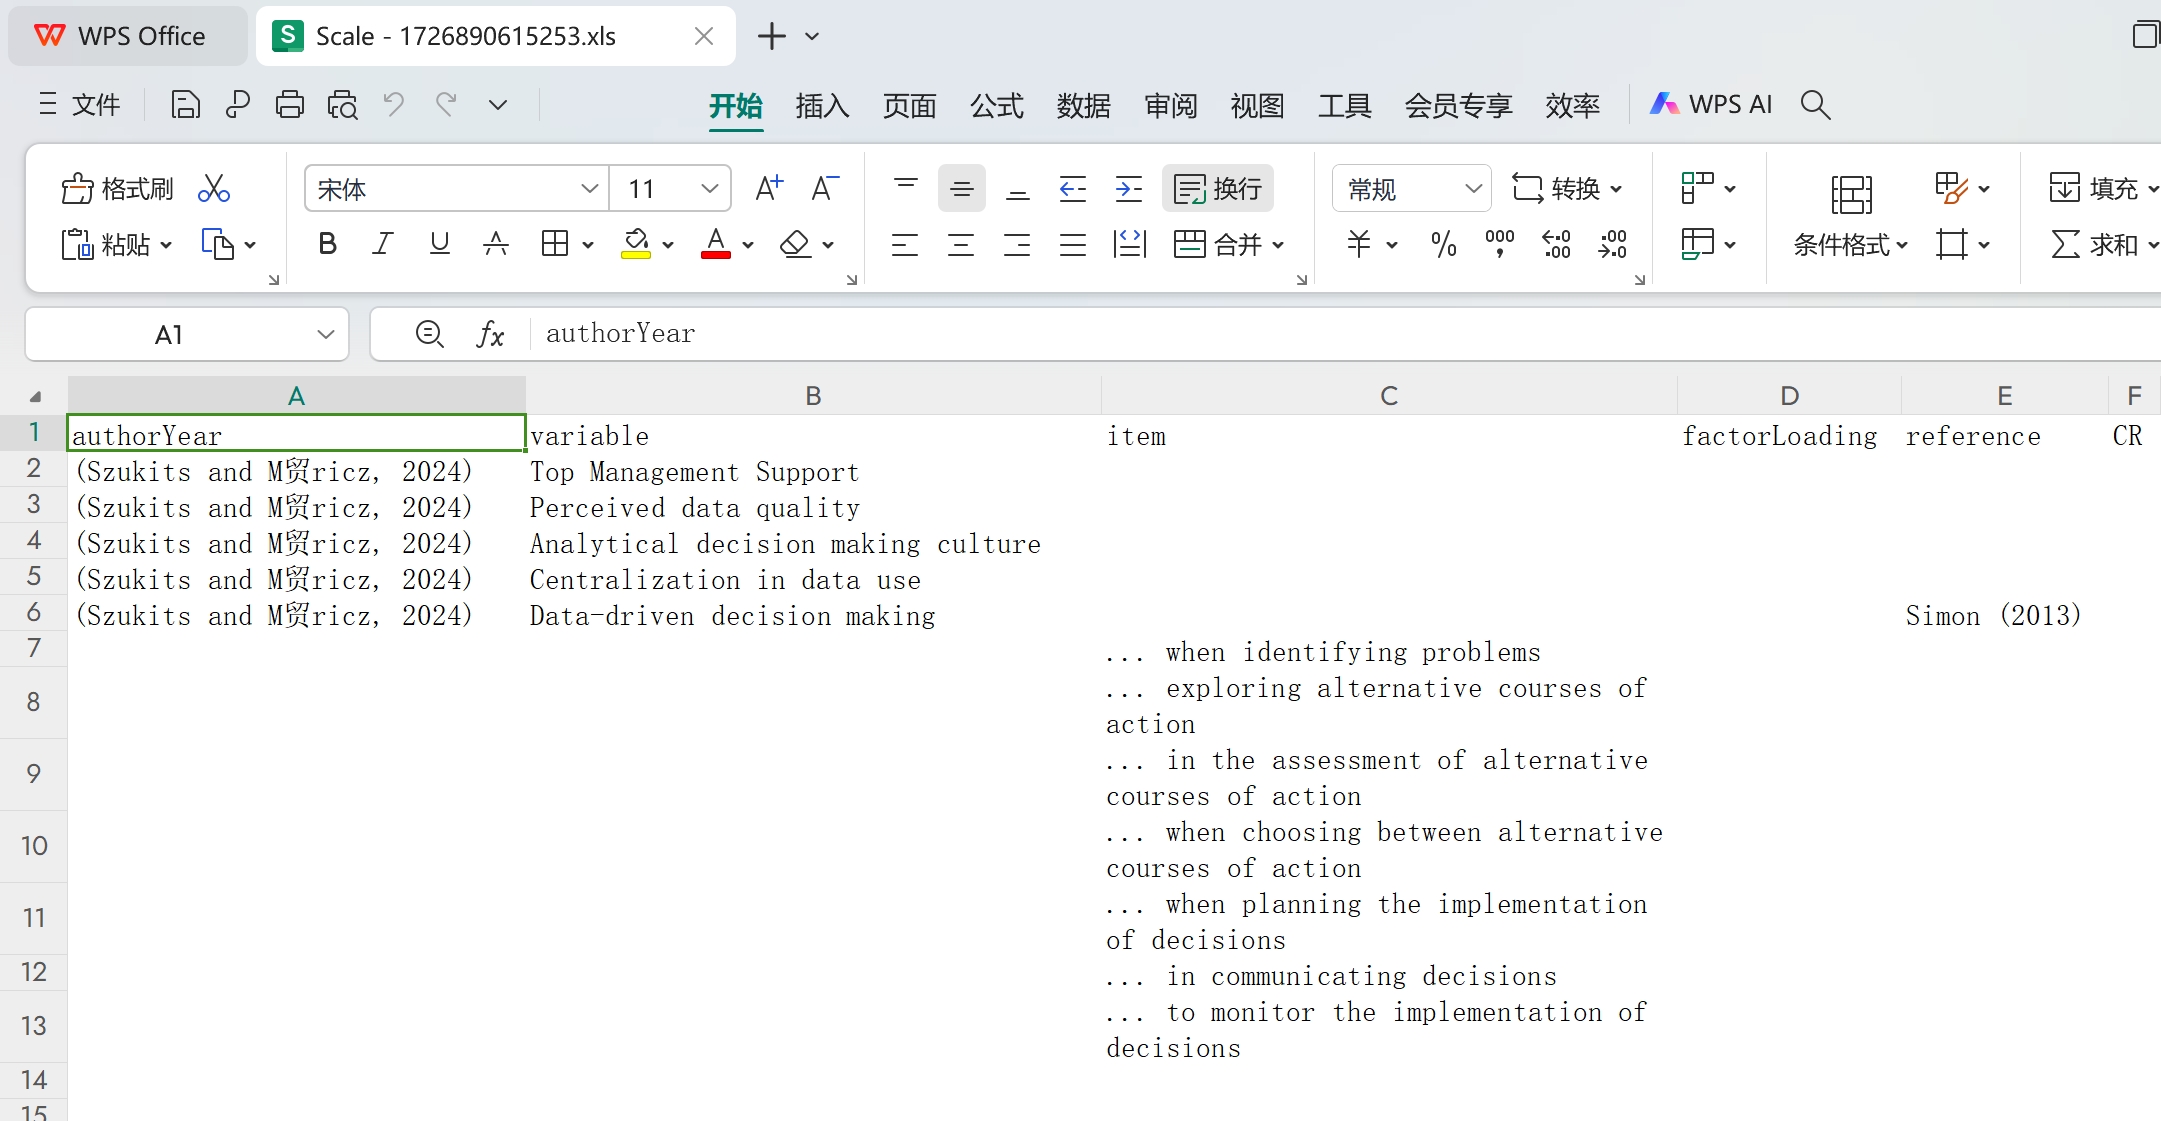 WPS Office
Scale - 1726890615253.xls
文件
开始 插入 页面 公式 数据 审阅 视图 工具 会员专享 效率 WPS AI
格式刷 宋体 11 A+ A- 换行 常规 转换 填充
粘贴 B I U A A 合并 % 000 条件格式 求和
A1 fx authorYear
A B C D E F
1 authorYear variable item factorLoading reference CR
2 (Szukits and M贸ricz, 2024) Top Management Support
3 (Szukits and M贸ricz, 2024) Perceived data quality
4 (Szukits and M贸ricz, 2024) Analytical decision making culture
5 (Szukits and M贸ricz, 2024) Centralization in data use
6 (Szukits and M贸ricz, 2024) Data-driven decision making Simon (2013)
7 ... when identifying problems
8 ... exploring alternative courses of
action
9 ... in the assessment of alternative
courses of action
10 ... when choosing between alternative
courses of action
11 ... when planning the implementation
of decisions
12 ... in communicating decisions
13 ... to monitor the implementation of
decisions
14
15